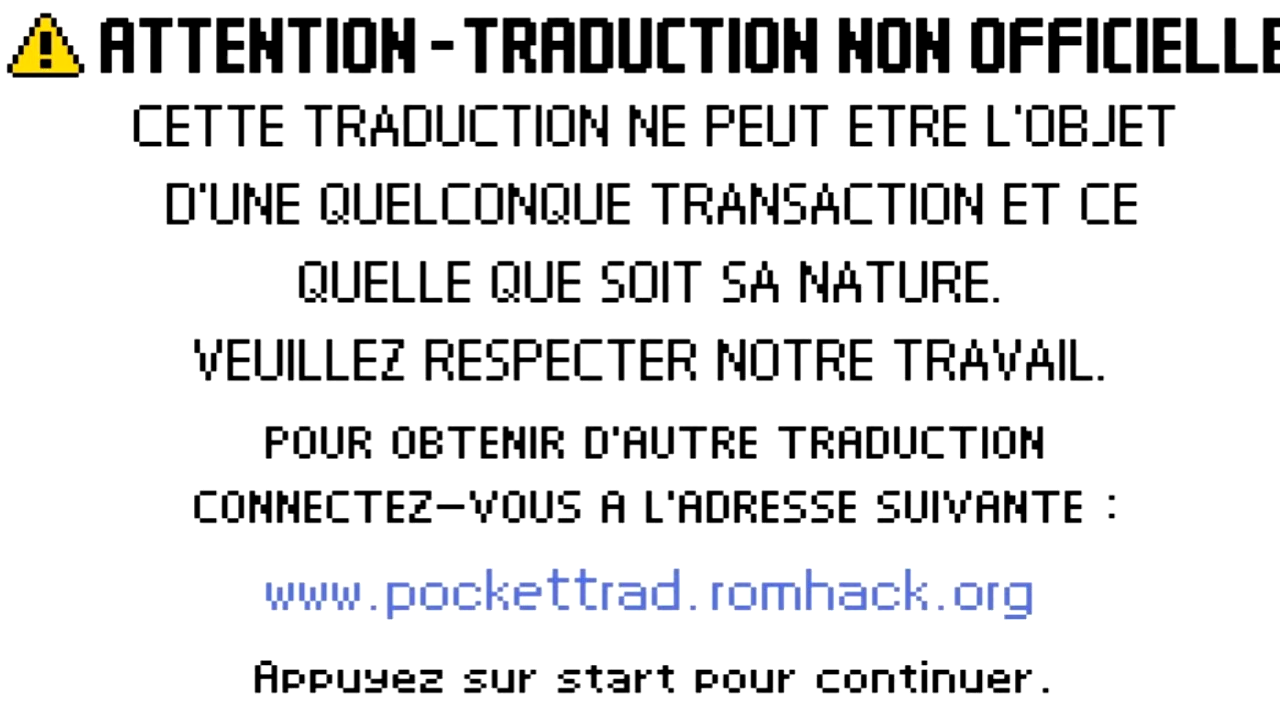 ATTENTION - TRADUCTION NON OFFICIELLE
CETTE TRADUCTION NE PEUT ETRE L'OBJET
D'UNE QUELCONQUE TRANSACTION ET CE
QUELLE QUE SOIT SA NATURE.
VEUILLEZ RESPECTER NOTRE TRAVAIL.
POUR OBTENIR D'AUTRE TRADUCTION
CONNECTEZ-VOUS A L'ADRESSE SUIVANTE :
www.pockettrad.romhack.org
Appuyez sur start pour continuer.